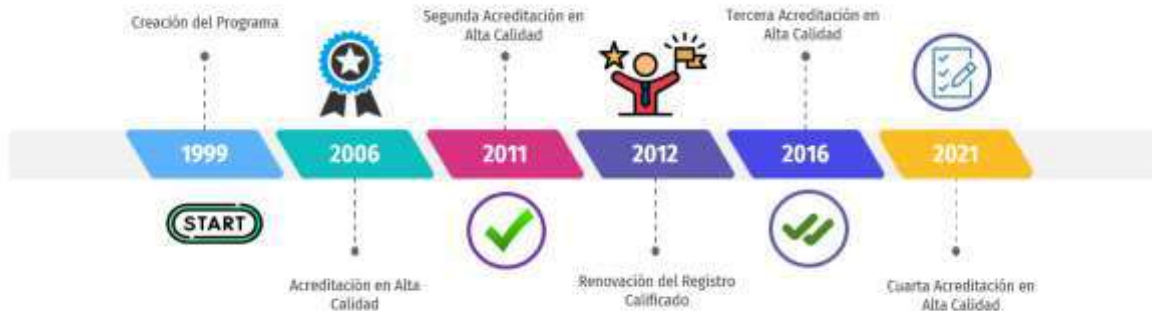 Creación del Programa
Segunda Acreditación en
Alta Calidad
Tercera Acreditación en
Alta Calidad
1999
2006
2011
2012
2016
2021
START
Acreditación en Alta
Calidad
Renovación del Registro
Calificado
Cuarta Acreditación en
Alta Calidad